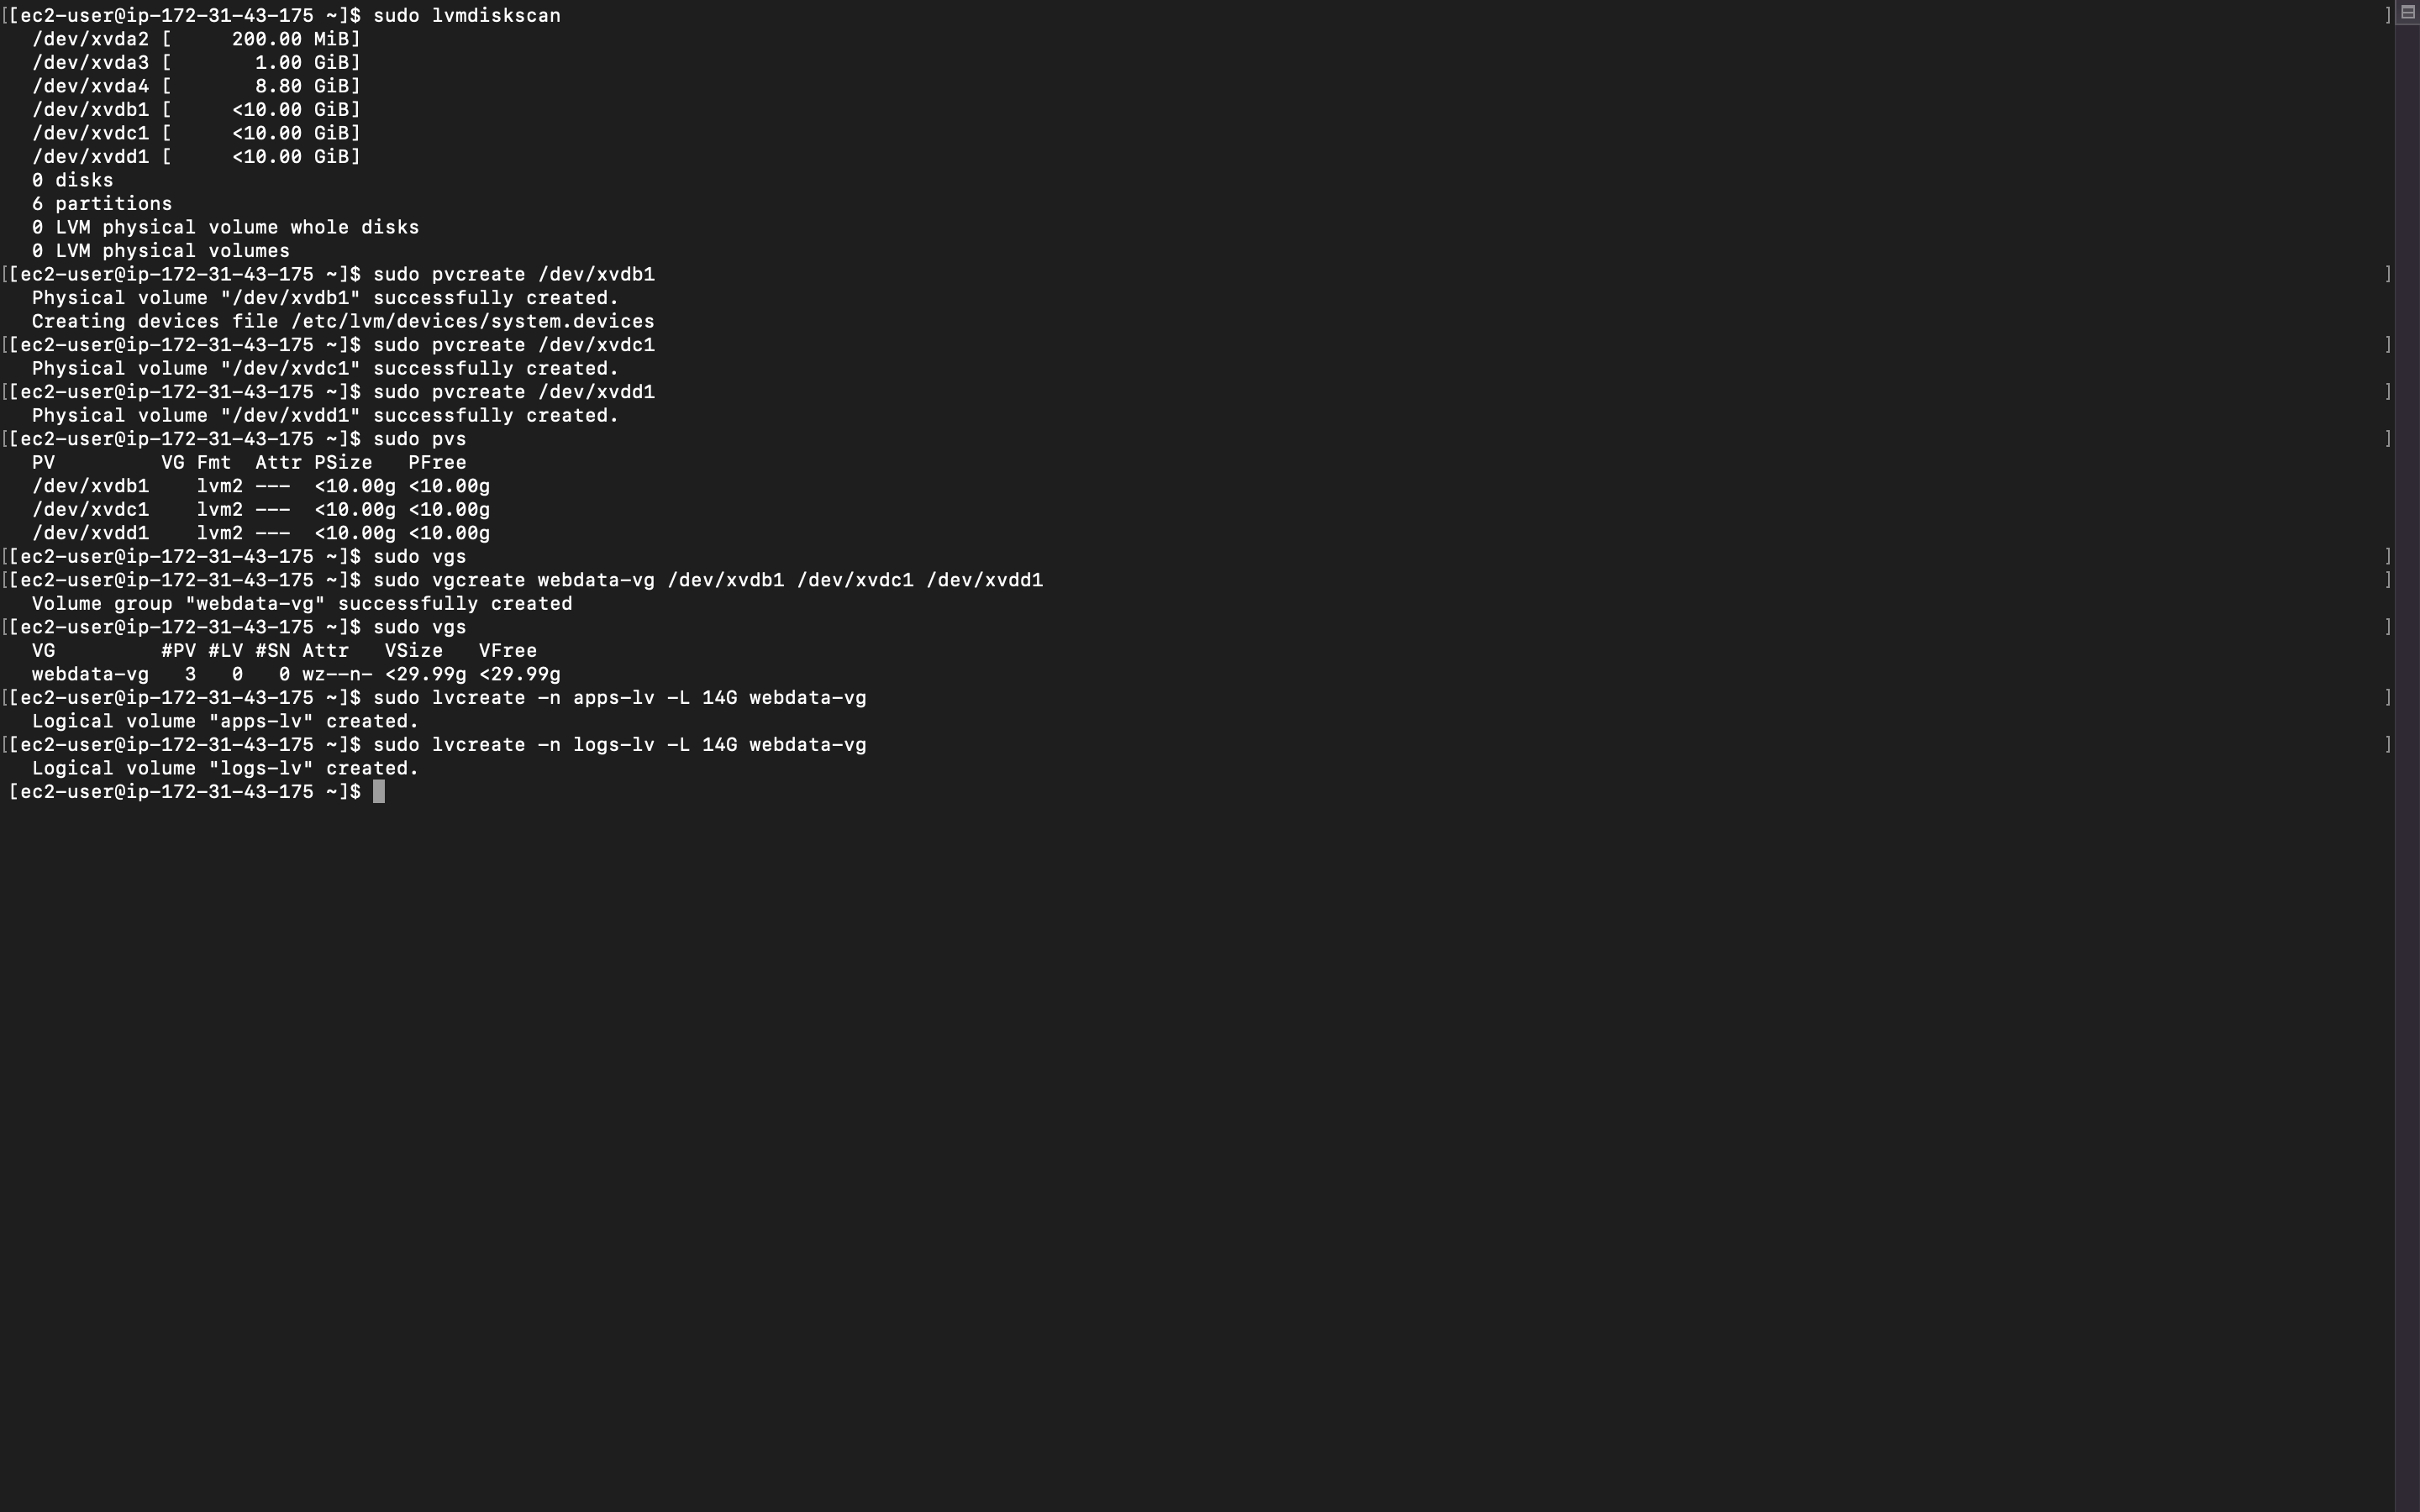 [[ec2-user@ip-172-31-43-175 ~]$ sudo lvmdiskscan ]
  /dev/xvda2 [     200.00 MiB]
  /dev/xvda3 [       1.00 GiB]
  /dev/xvda4 [       8.80 GiB]
  /dev/xvdb1 [     <10.00 GiB]
  /dev/xvdc1 [     <10.00 GiB]
  /dev/xvdd1 [     <10.00 GiB]
  0 disks
  6 partitions
  0 LVM physical volume whole disks
  0 LVM physical volumes
[[ec2-user@ip-172-31-43-175 ~]$ sudo pvcreate /dev/xvdb1 ]
  Physical volume "/dev/xvdb1" successfully created.
  Creating devices file /etc/lvm/devices/system.devices
[[ec2-user@ip-172-31-43-175 ~]$ sudo pvcreate /dev/xvdc1 ]
  Physical volume "/dev/xvdc1" successfully created.
[[ec2-user@ip-172-31-43-175 ~]$ sudo pvcreate /dev/xvdd1 ]
  Physical volume "/dev/xvdd1" successfully created.
[[ec2-user@ip-172-31-43-175 ~]$ sudo pvs ]
  PV         VG Fmt  Attr PSize   PFree
  /dev/xvdb1    lvm2 ---  <10.00g <10.00g
  /dev/xvdc1    lvm2 ---  <10.00g <10.00g
  /dev/xvdd1    lvm2 ---  <10.00g <10.00g
[[ec2-user@ip-172-31-43-175 ~]$ sudo vgs ]
[[ec2-user@ip-172-31-43-175 ~]$ sudo vgcreate webdata-vg /dev/xvdb1 /dev/xvdc1 /dev/xvdd1 ]
  Volume group "webdata-vg" successfully created
[[ec2-user@ip-172-31-43-175 ~]$ sudo vgs ]
  VG         #PV #LV #SN Attr   VSize   VFree
  webdata-vg   3   0   0 wz--n- <29.99g <29.99g
[[ec2-user@ip-172-31-43-175 ~]$ sudo lvcreate -n apps-lv -L 14G webdata-vg ]
  Logical volume "apps-lv" created.
[[ec2-user@ip-172-31-43-175 ~]$ sudo lvcreate -n logs-lv -L 14G webdata-vg ]
  Logical volume "logs-lv" created.
[ec2-user@ip-172-31-43-175 ~]$